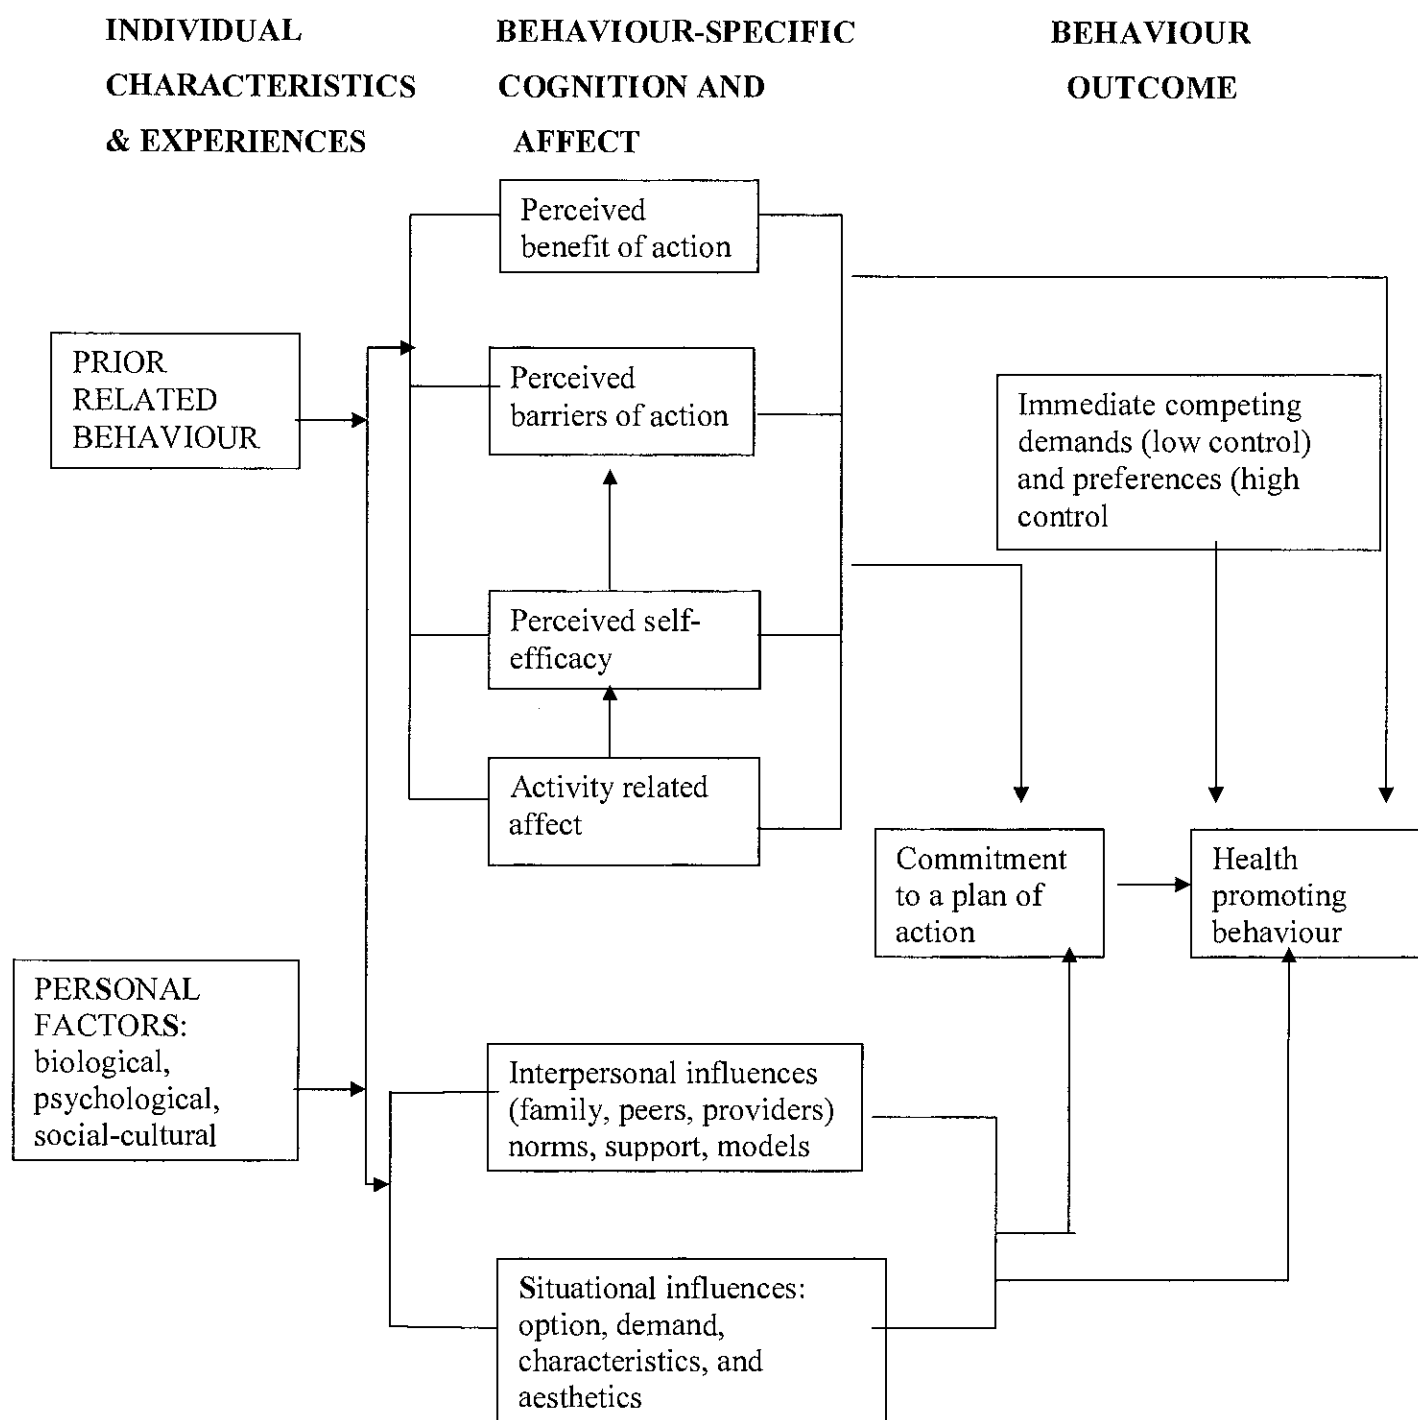 INDIVIDUAL
CHARACTERISTICS
& EXPERIENCES
BEHAVIOUR-SPECIFIC
COGNITION AND
AFFECT
BEHAVIOUR
OUTCOME
Perceived
benefit of action
PRIOR
RELATED
BEHAVIOUR
Perceived
barriers of action
Immediate competing
demands (low control)
and preferences (high
control
Perceived self-
efficacy
Activity related
affect
Commitment
to a plan of
action
Health
promoting
behaviour
PERSONAL
FACTORS:
biological,
psychological,
social-cultural
Interpersonal influences
(family, peers, providers)
norms, support, models
Situational influences:
option, demand,
characteristics, and
aesthetics